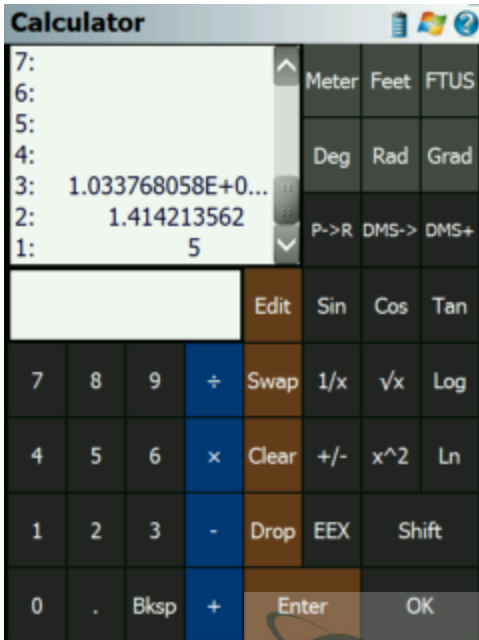 Calculator
7:
6:
5:
4:
3: 1.033768058E+0...
2: 1.414213562
1: 5
Meter Feet FTUS
Deg Rad Grad
P->R DMS-> DMS+
Edit Sin Cos Tan
7 8 9 ÷ Swap 1/x √x Log
4 5 6 × Clear +/- x^2 Ln
1 2 3 - Drop EEX Shift
0 . Bksp + Enter OK